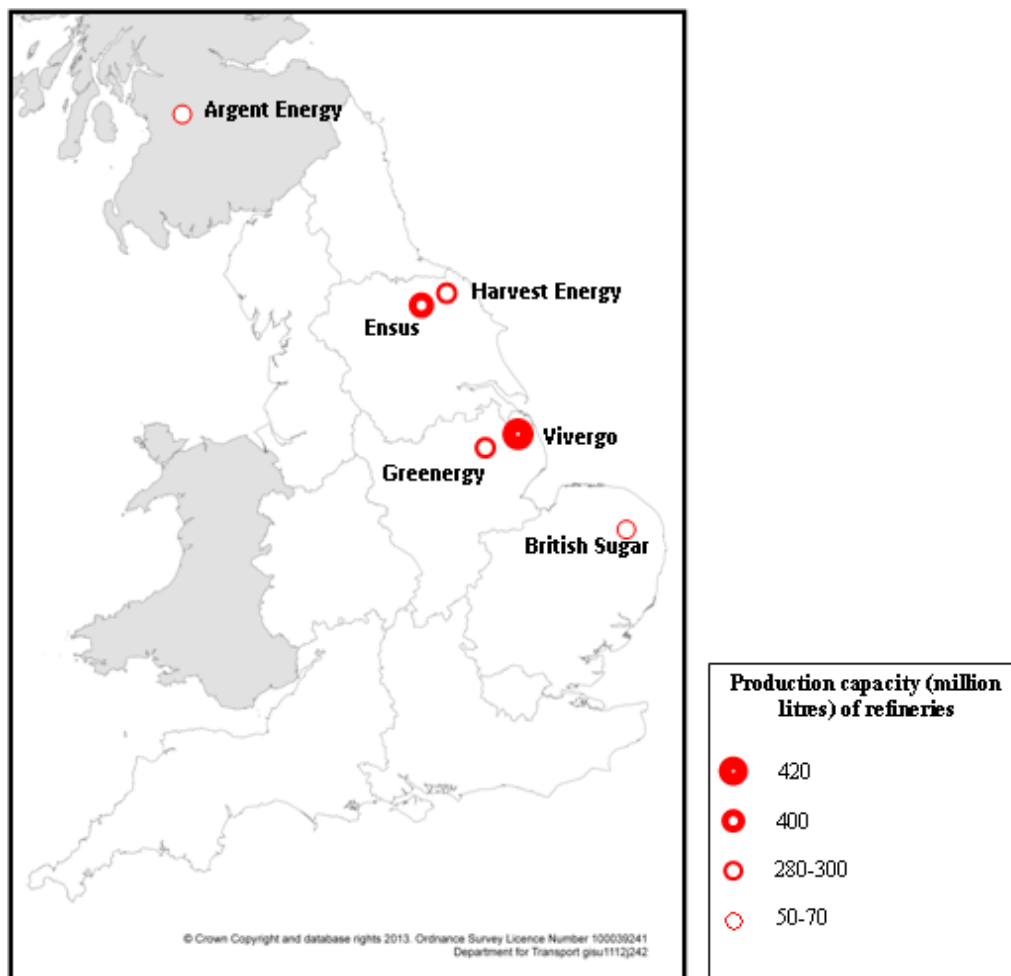 Argent Energy
Harvest Energy
Ensus
Vivergo
Greenergy
British Sugar
Production capacity (million
litres) of refineries
420
400
280-300
50-70
© Crown Copyright and database rights 2013. Ordnance Survey Licence Number 100039241
Department for Transport gisu1112j242